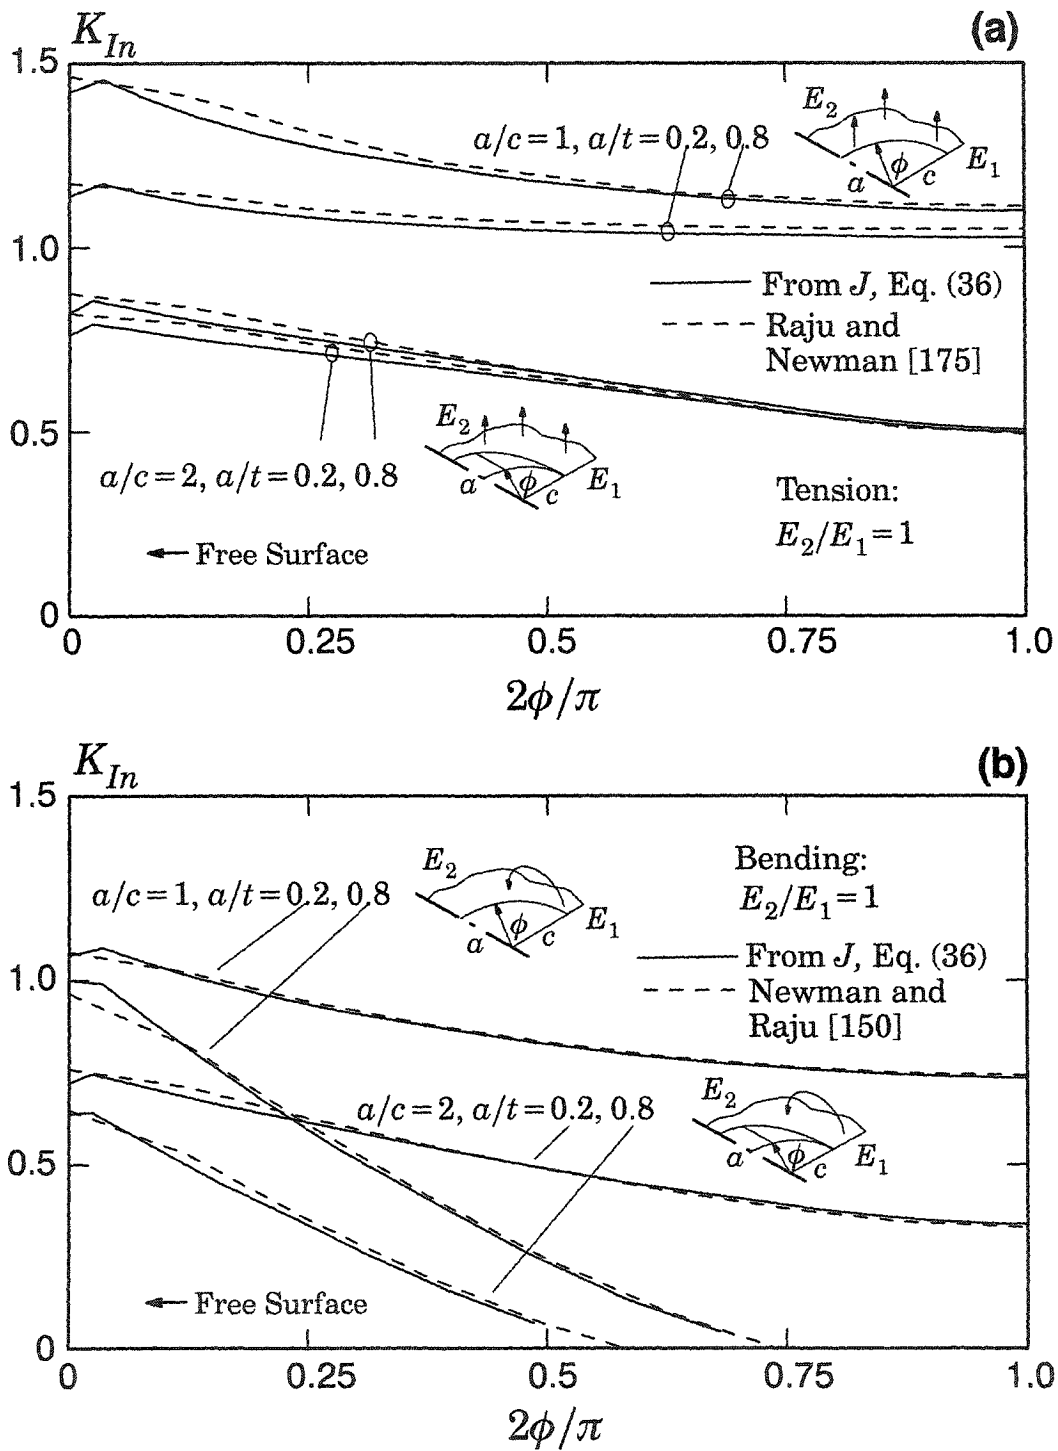 K_In
(a)
1.5
a/c = 1, a/t = 0.2, 0.8
E_2
E_1
ϕ
a
c
1.0
From J, Eq. (36)
Raju and
Newman [175]
0.5
a/c = 2, a/t = 0.2, 0.8
E_2
E_1
ϕ
a
c
Tension:
E_2/E_1 = 1
← Free Surface
0
0 0.25 0.5 0.75 1.0
2ϕ/π
K_In
(b)
1.5
a/c = 1, a/t = 0.2, 0.8
E_2
E_1
ϕ
a
c
Bending:
E_2/E_1 = 1
From J, Eq. (36)
Newman and
Raju [150]
1.0
a/c = 2, a/t = 0.2, 0.8
E_2
E_1
ϕ
a
c
0.5
← Free Surface
0
0 0.25 0.5 0.75 1.0
2ϕ/π